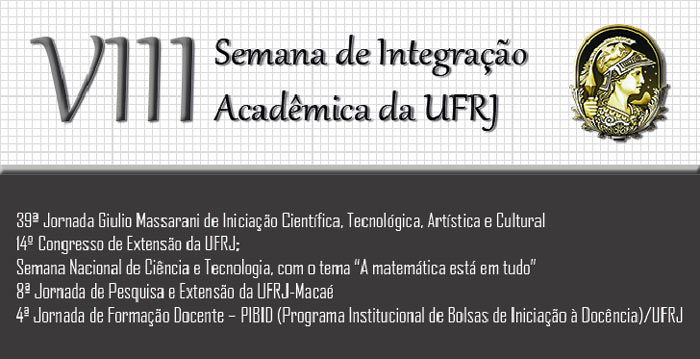 VIII Semana de Integração
Acadêmica da UFRJ
39ª Jornada Giulio Massarani de Iniciação Científica, Tecnológica, Artística e Cultural
14º Congresso de Extensão da UFRJ;
Semana Nacional de Ciência e Tecnologia, com o tema “A matemática está em tudo”
8ª Jornada de Pesquisa e Extensão da UFRJ-Macaé
4ª Jornada de Formação Docente – PIBID (Programa Institucional de Bolsas de Iniciação à Docência)/UFRJ